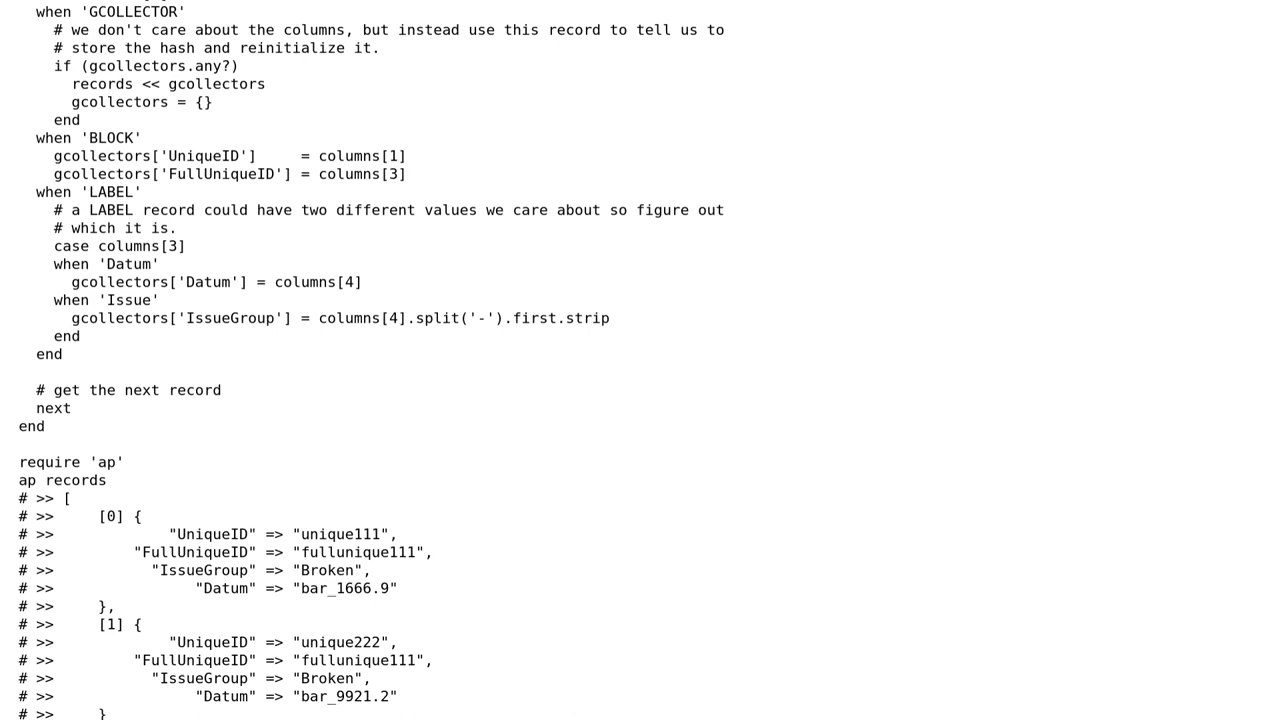 when 'GCOLLECTOR'
# we don't care about the columns, but instead use this record to tell us to
# store the hash and reinitialize it.
if (gcollectors.any?)
records << gcollectors
gcollectors = {}
end
when 'BLOCK'
gcollectors['UniqueID']     = columns[1]
gcollectors['FullUniqueID'] = columns[3]
when 'LABEL'
# a LABEL record could have two different values we care about so figure out
# which it is.
case columns[3]
when 'Datum'
gcollectors['Datum'] = columns[4]
when 'Issue'
gcollectors['IssueGroup'] = columns[4].split('-').first.strip
end
end
# get the next record
next
end
require 'ap'
ap records
# >> [
# >>     [0] {
# >>             "UniqueID" => "unique111",
# >>         "FullUniqueID" => "fullunique111",
# >>           "IssueGroup" => "Broken",
# >>                "Datum" => "bar_1666.9"
# >>     },
# >>     [1] {
# >>             "UniqueID" => "unique222",
# >>         "FullUniqueID" => "fullunique111",
# >>           "IssueGroup" => "Broken",
# >>                "Datum" => "bar_9921.2"
# >>     }